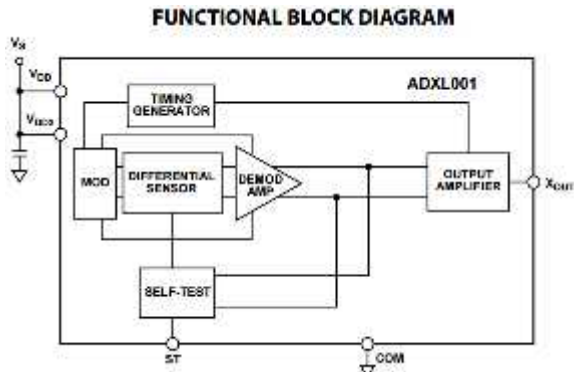 FUNCTIONAL BLOCK DIAGRAM
VS
VDD
ADXL001
TIMING
GENERATOR
VDD2
MOD
DIFFERENTIAL
SENSOR
DEMOD
AMP
OUTPUT
AMPLIFIER
XOUT
SELF-TEST
ST
COM